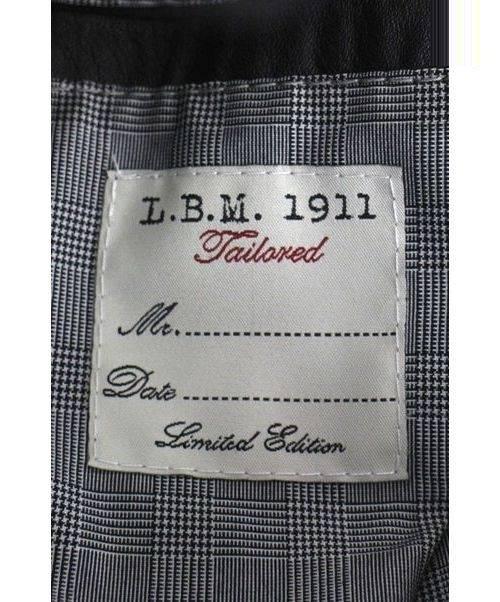 L.B.M. 1911
Tailored
Mr.
Date
Limited Edition